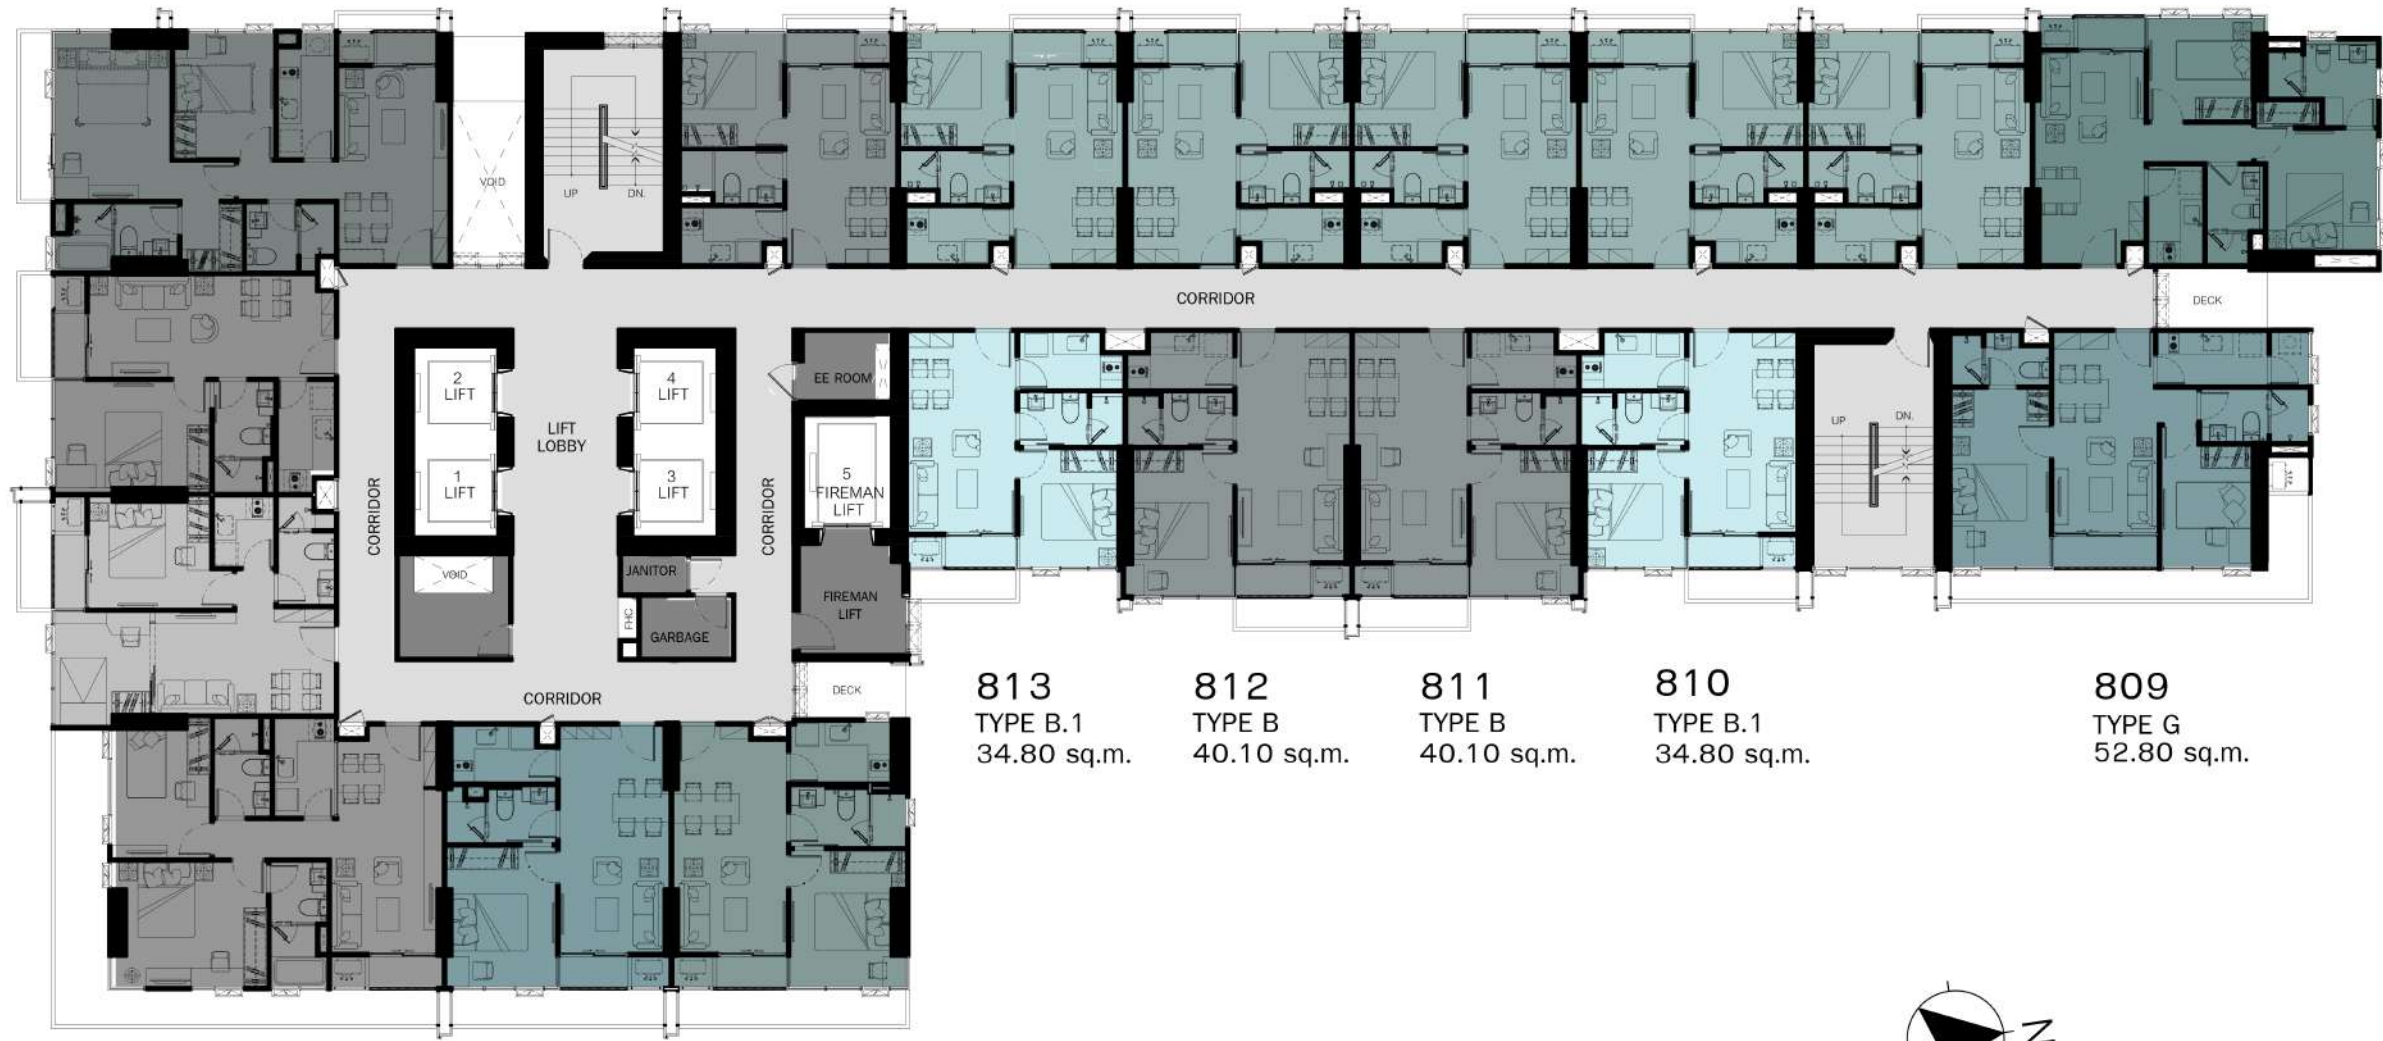 VOID
UP
DN.
CORRIDOR
DECK
2
LIFT
4
LIFT
EE ROOM
LIFT
LOBBY
UP
DN.
1
LIFT
3
LIFT
5
FIREMAN
LIFT
CORRIDOR
CORRIDOR
VOID
JANITOR
FIREMAN
LIFT
FHC
GARBAGE
CORRIDOR
DECK
813
TYPE B.1
34.80 sq.m.
812
TYPE B
40.10 sq.m.
811
TYPE B
40.10 sq.m.
810
TYPE B.1
34.80 sq.m.
809
TYPE G
52.80 sq.m.
N